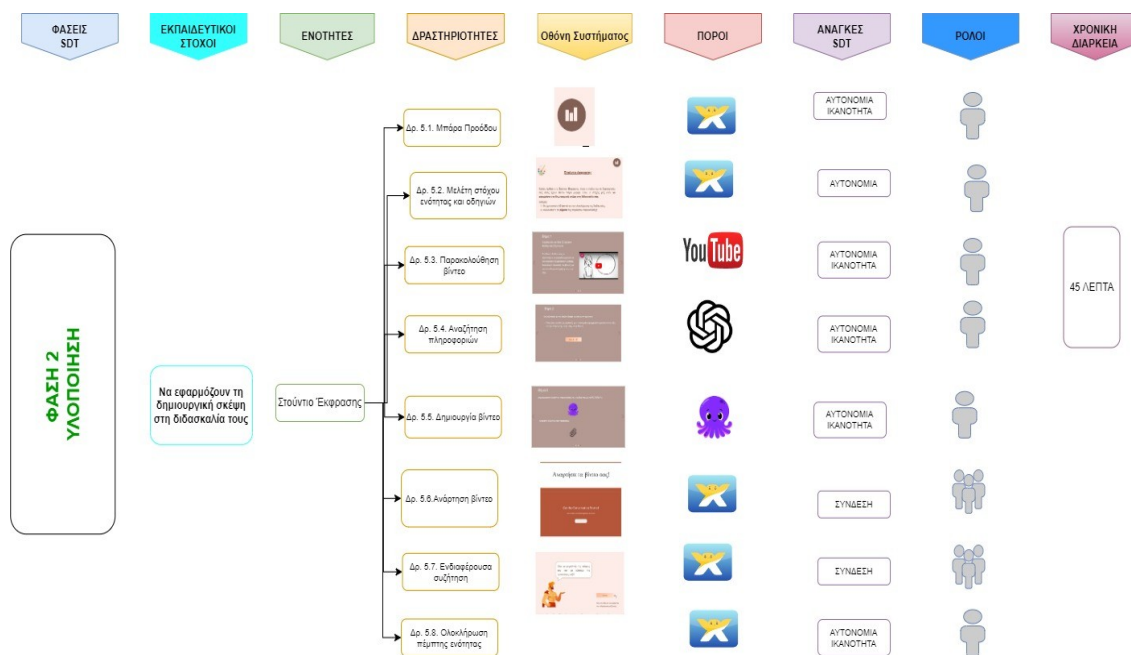 ΦΑΣΕΙΣ
SDT
ΕΚΠΑΙΔΕΥΤΙΚΟΙ
ΣΤΟΧΟΙ
ΕΝΟΤΗΤΕΣ
ΔΡΑΣΤΗΡΙΟΤΗΤΕΣ
Οθόνη Συστήματος
ΠΟΡΟΙ
ΑΝΑΓΚΕΣ
SDT
ΡΟΛΟΙ
ΧΡΟΝΙΚΗ
ΔΙΑΡΚΕΙΑ
ΦΑΣΗ 2
ΥΛΟΠΟΙΗΣΗ
Να εφαρμόζουν τη
δημιουργική σκέψη
στη διδασκαλία τους
Στούντιο Έκφρασης
Δρ. 5.1. Μπάρα Προόδου
ΑΥΤΟΝΟΜΙΑ
ΙΚΑΝΟΤΗΤΑ
Δρ. 5.2. Μελέτη στόχου
ενότητας και οδηγιών
ΑΥΤΟΝΟΜΙΑ
Δρ. 5.3. Παρακολούθηση
βίντεο
YouTube
ΑΥΤΟΝΟΜΙΑ
ΙΚΑΝΟΤΗΤΑ
Δρ. 5.4. Αναζήτηση
πληροφοριών
ΑΥΤΟΝΟΜΙΑ
ΙΚΑΝΟΤΗΤΑ
Δρ. 5.5. Δημιουργία βίντεο
ΑΥΤΟΝΟΜΙΑ
ΙΚΑΝΟΤΗΤΑ
Δρ. 5.6.Ανάρτηση βίντεο
Αναρτήστε το βίντεο σας!
ΣΥΝΔΕΣΗ
Δρ. 5.7. Ενδιαφέρουσα
συζήτηση
ΣΥΝΔΕΣΗ
Δρ. 5.8. Ολοκλήρωση
πέμπτης ενότητας
ΑΥΤΟΝΟΜΙΑ
ΙΚΑΝΟΤΗΤΑ
45 ΛΕΠΤΑ